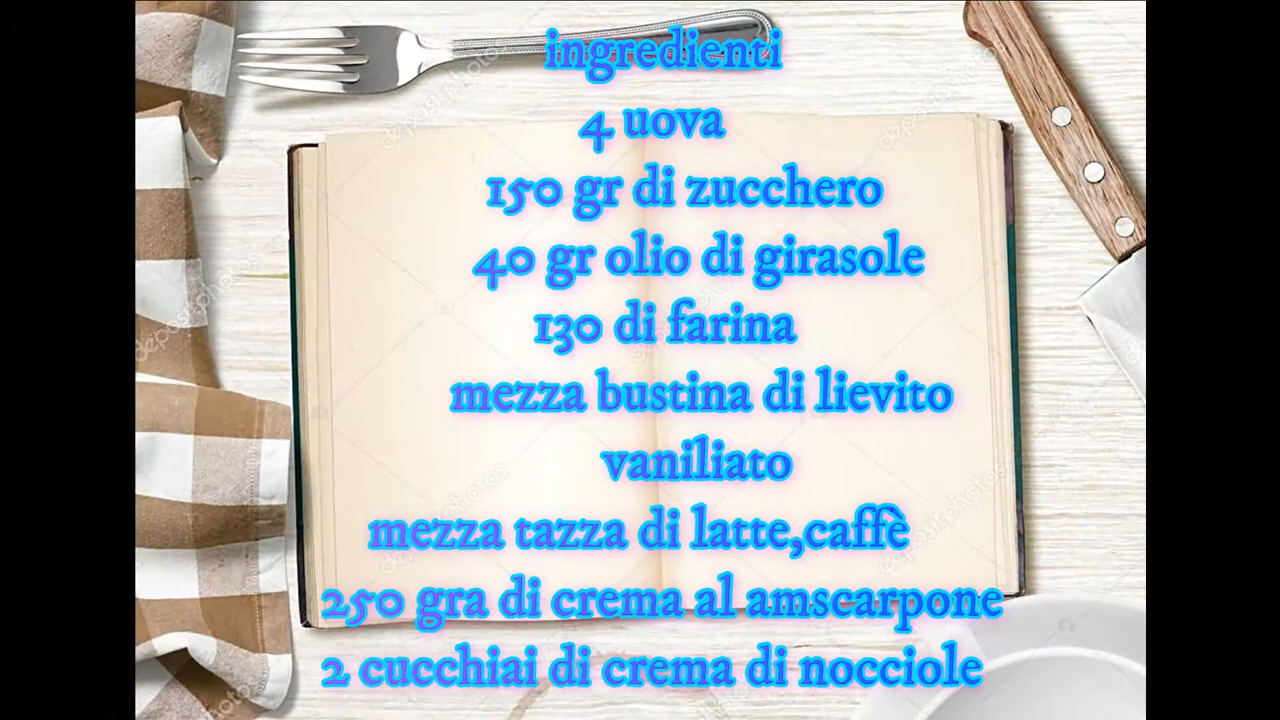 ingredienti
4 uova
150 gr di zucchero
40 gr olio di girasole
130 di farina
mezza bustina di lievito
vaniliato
mezza tazza di latte,caffè
250 gra di crema al amscarpone
2 cucchiai di crema di nocciole
depositphotos